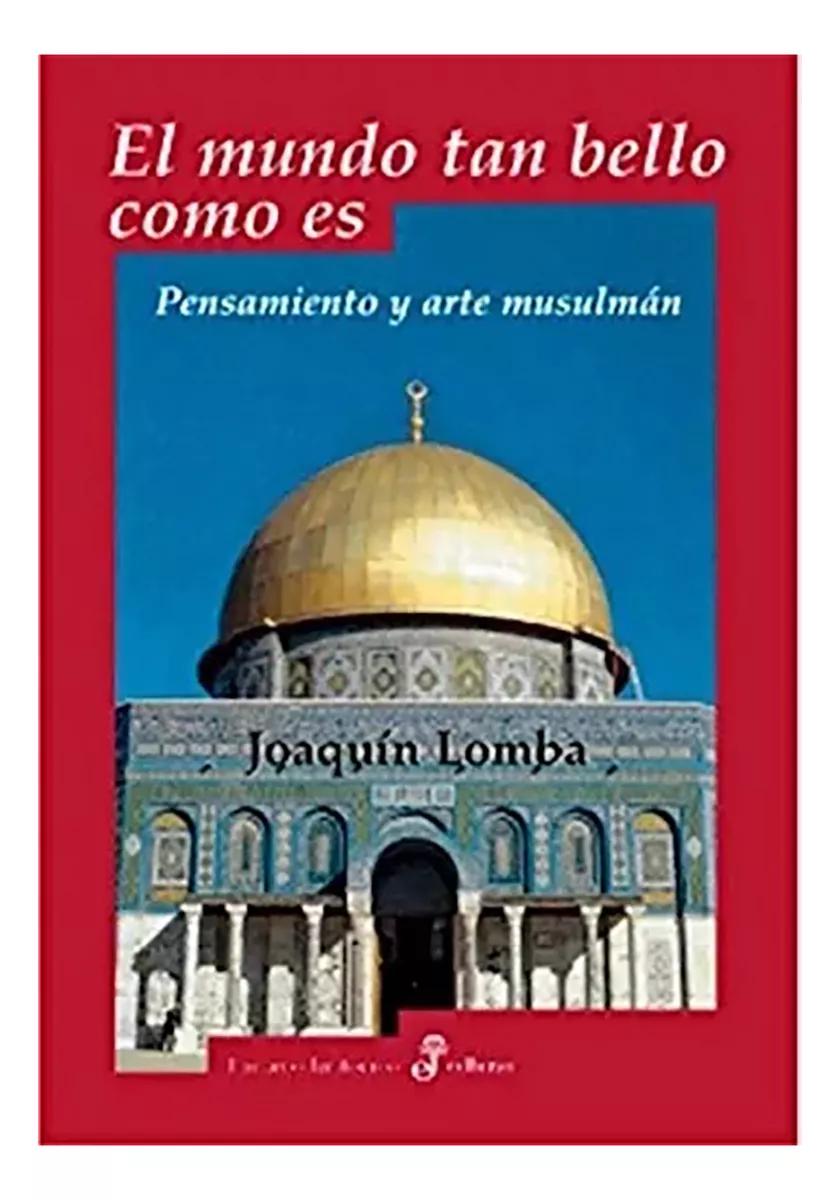 El mundo tan bello
como es
Pensamiento y arte musulmán
Joaquín Lomba